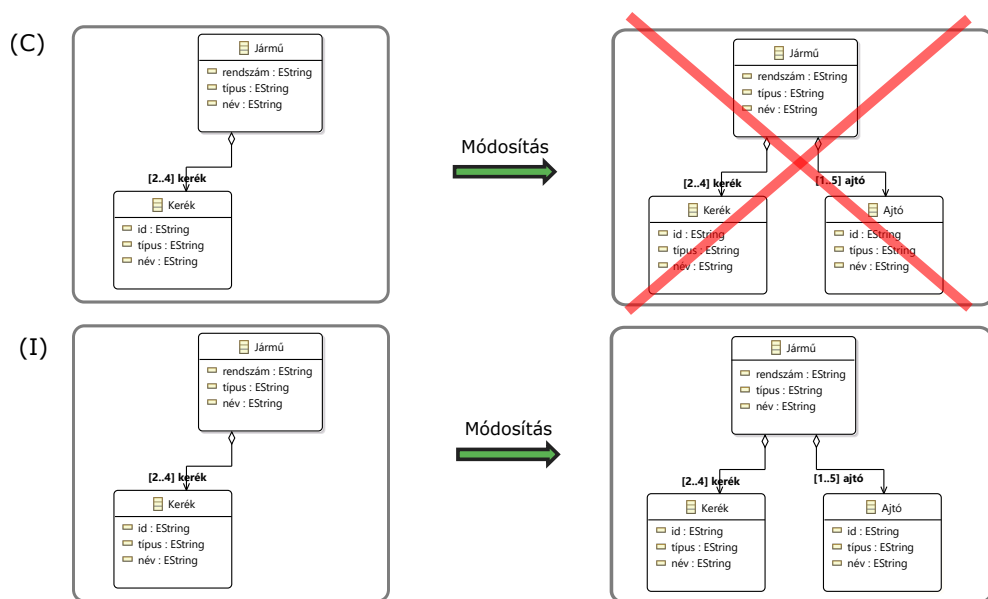 (C)
Jármű
rendszám : EString
típus : EString
név : EString
[2..4] kerék
Kerék
id : EString
típus : EString
név : EString
Módosítás
Jármű
rendszám : EString
típus : EString
név : EString
[2..4] kerék
[1..5] ajtó
Kerék
id : EString
típus : EString
név : EString
Ajtó
id : EString
típus : EString
név : EString
(I)
Jármű
rendszám : EString
típus : EString
név : EString
[2..4] kerék
Kerék
id : EString
típus : EString
név : EString
Módosítás
Jármű
rendszám : EString
típus : EString
név : EString
[2..4] kerék
[1..5] ajtó
Kerék
id : EString
típus : EString
név : EString
Ajtó
id : EString
típus : EString
név : EString